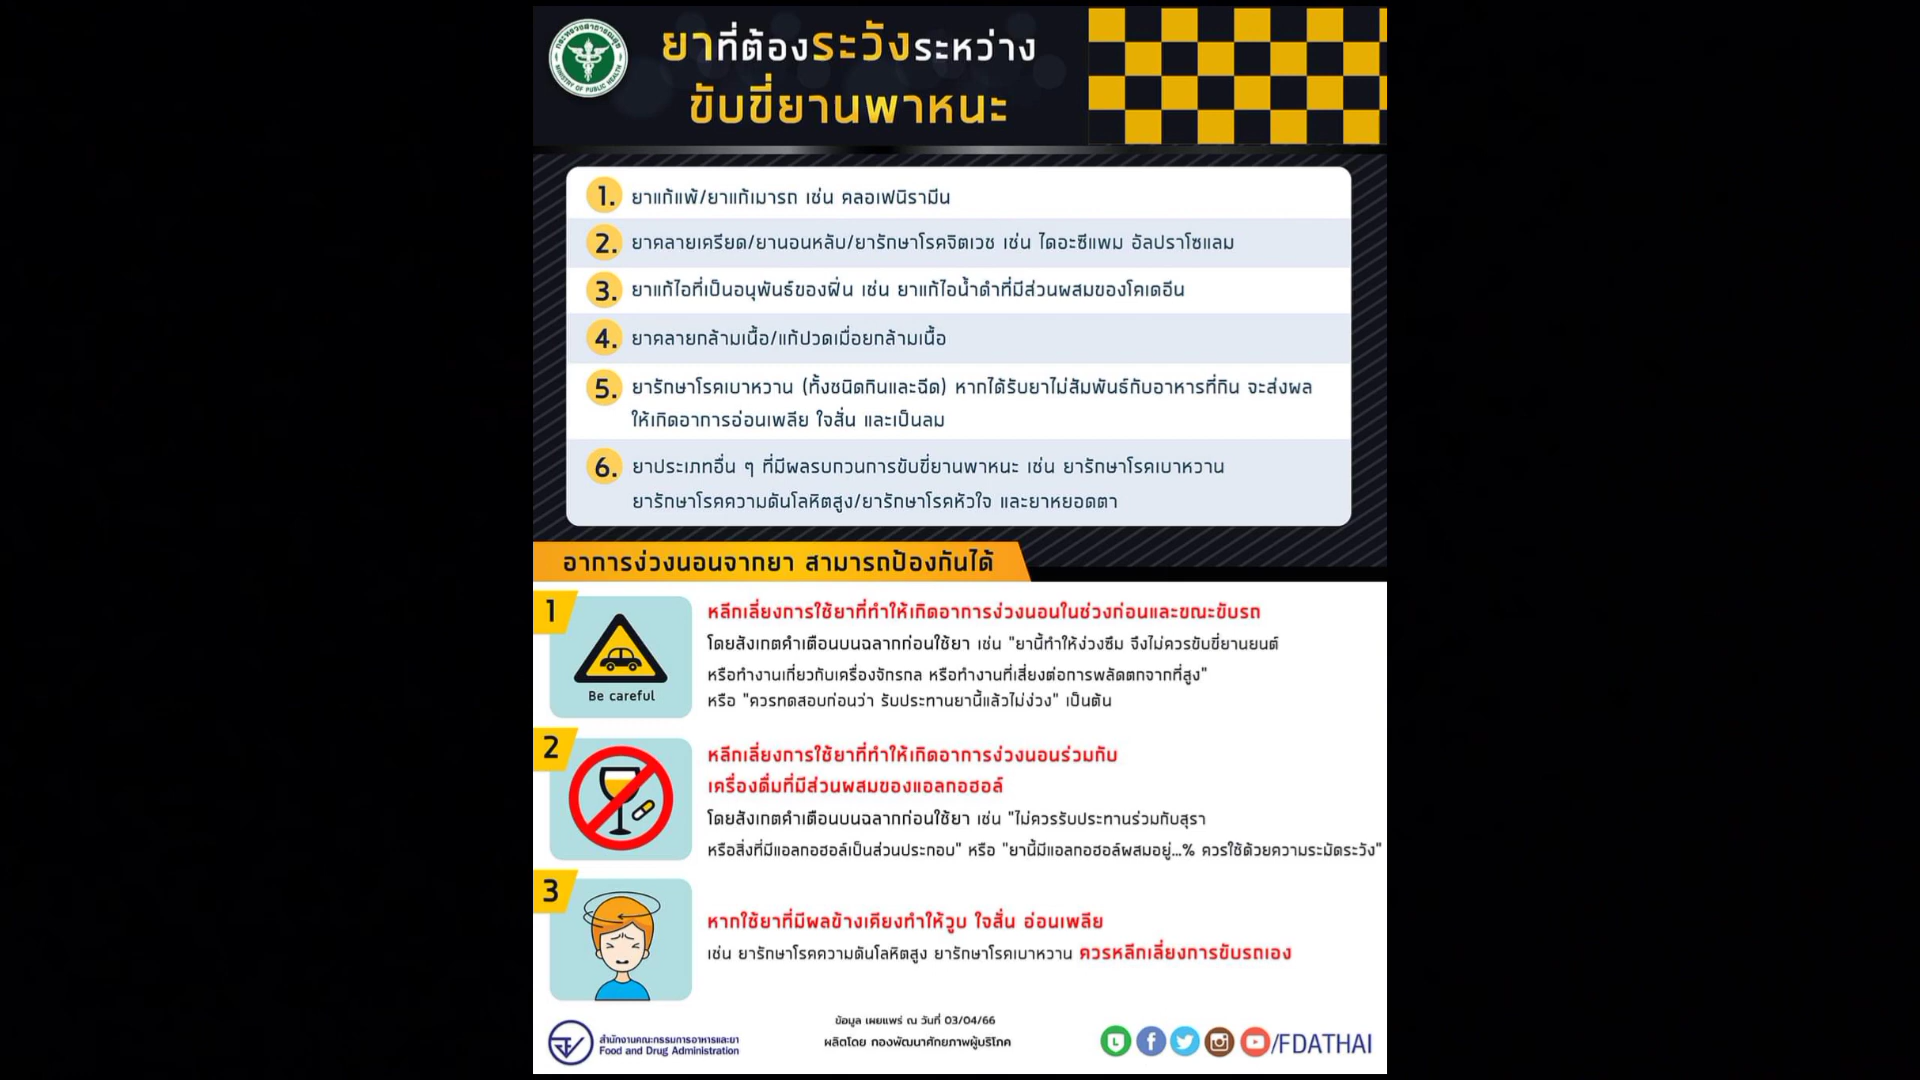 กระทรวงสาธารณสุข
MINISTRY OF PUBLIC HEALTH
ยาที่ต้องระวังระหว่าง
ขับขี่ยานพาหนะ
1. ยาแก้แพ้/ยาแก้เมารถ เช่น คลอเฟนิรามีน
2. ยาคลายเครียด/ยานอนหลับ/ยารักษาโรคจิตเวช เช่น ไดอะซีแพม อัลปราโซแลม
3. ยาแก้ไอที่เป็นอนุพันธ์ของฝิ่น เช่น ยาแก้ไอน้ำดำที่มีส่วนผสมของโคเดอีน
4. ยาคลายกล้ามเนื้อ/แก้ปวดเมื่อยกล้ามเนื้อ
5. ยารักษาโรคเบาหวาน (ทั้งชนิดกินและฉีด) หากได้รับยาไม่สัมพันธ์กับอาหารที่กิน จะส่งผล
ให้เกิดอาการอ่อนเพลีย ใจสั่น และเป็นลม
6. ยาประเภทอื่น ๆ ที่มีผลรบกวนการขับขี่ยานพาหนะ เช่น ยารักษาโรคเบาหวาน
ยารักษาโรคความดันโลหิตสูง/ยารักษาโรคหัวใจ และยาหยอดตา
อาการง่วงนอนจากยา สามารถป้องกันได้
1
Be careful
หลีกเลี่ยงการใช้ยาที่ทำให้เกิดอาการง่วงนอนในช่วงก่อนและขณะขับรถ
โดยสังเกตคำเตือนบนฉลากก่อนใช้ยา เช่น "ยานี้ทำให้ง่วงซึม จึงไม่ควรขับขี่ยานยนต์
หรือทำงานเกี่ยวกับเครื่องจักรกล หรือทำงานที่เสี่ยงต่อการพลัดตกจากที่สูง"
หรือ "ควรทดสอบก่อนว่า รับประทานยานี้แล้วไม่ง่วง" เป็นต้น
2
หลีกเลี่ยงการใช้ยาที่ทำให้เกิดอาการง่วงนอนร่วมกับ
เครื่องดื่มที่มีส่วนผสมของแอลกอฮอล์
โดยสังเกตคำเตือนบนฉลากก่อนใช้ยา เช่น "ไม่ควรรับประทานร่วมกับสุรา
หรือสิ่งที่มีแอลกอฮอล์เป็นส่วนประกอบ" หรือ "ยานี้มีแอลกอฮอล์ผสมอยู่...% ควรใช้ด้วยความระมัดระวัง"
3
หากใช้ยาที่มีผลข้างเคียงทำให้วูบ ใจสั่น อ่อนเพลีย
เช่น ยารักษาโรคความดันโลหิตสูง ยารักษาโรคเบาหวาน ควรหลีกเลี่ยงการขับรถเอง
สำนักงานคณะกรรมการอาหารและยา
Food and Drug Administration
ข้อมูล เผยแพร่ ณ วันที่ 03/04/66
ผลิตโดย กองพัฒนาศักยภาพผู้บริโภค
/FDATHAI